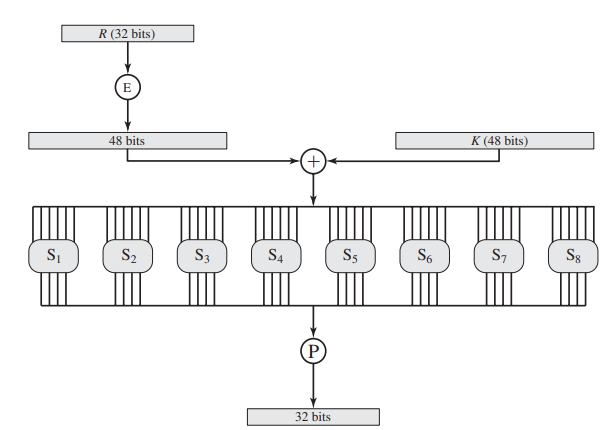 R (32 bits)
E
48 bits
K (48 bits)
+
S1 S2 S3 S4 S5 S6 S7 S8
P
32 bits